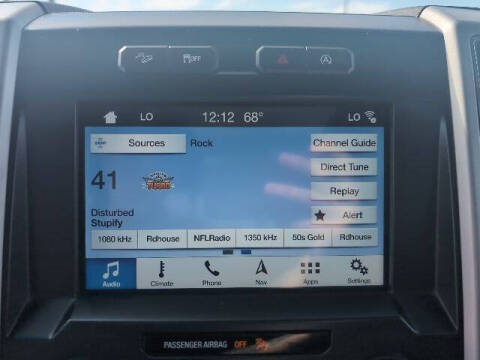 OFF
LO 12:12 68° LO
Sources Rock Channel Guide
Direct Tune
41
Replay
Disturbed
Alert
Stupify
1080 kHz Rdhouse NFLRadio 1350 kHz 50s Gold Rdhouse
Audio Climate Phone Nav Apps Settings
PASSENGER AIRBAG OFF